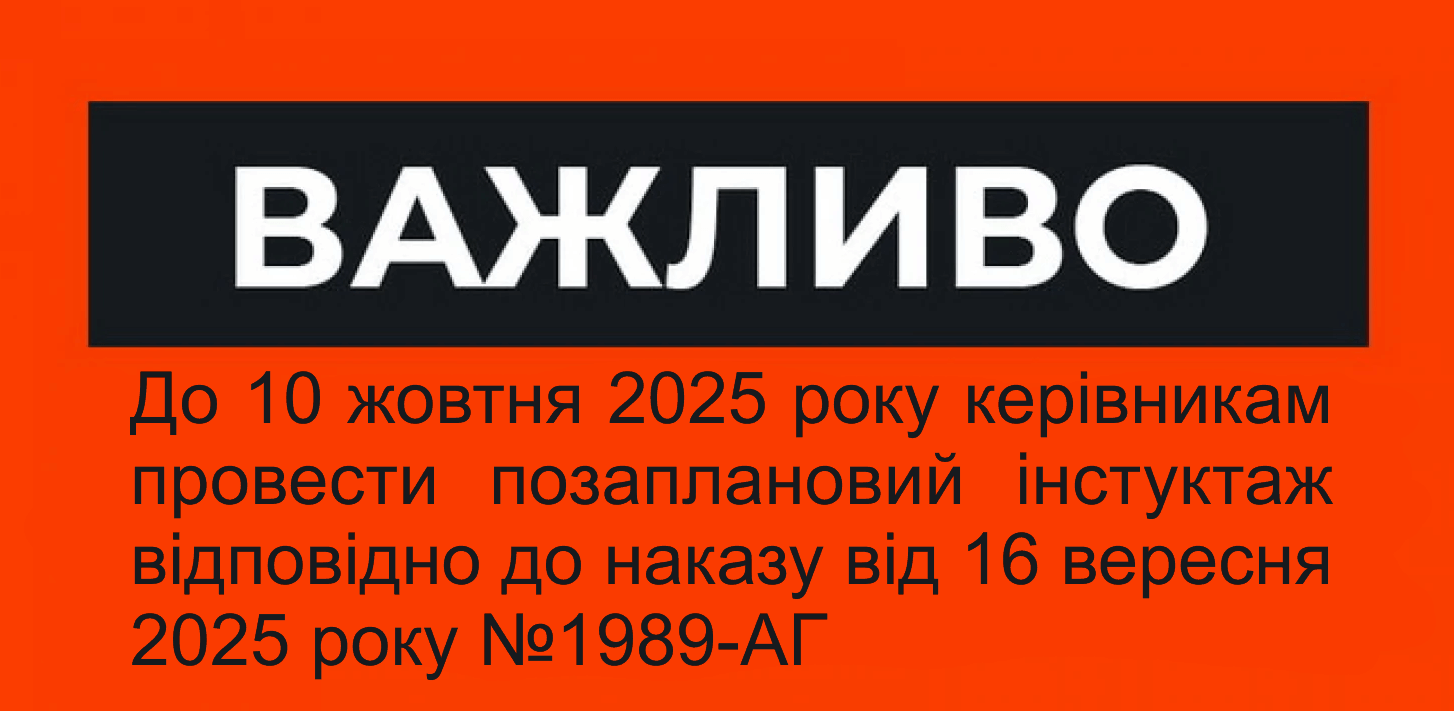 ВАЖЛИВО
До 10 жовтня 2025 року керівникам
провести позаплановий інстуктаж
відповідно до наказу від 16 вересня
2025 року №1989-АГ